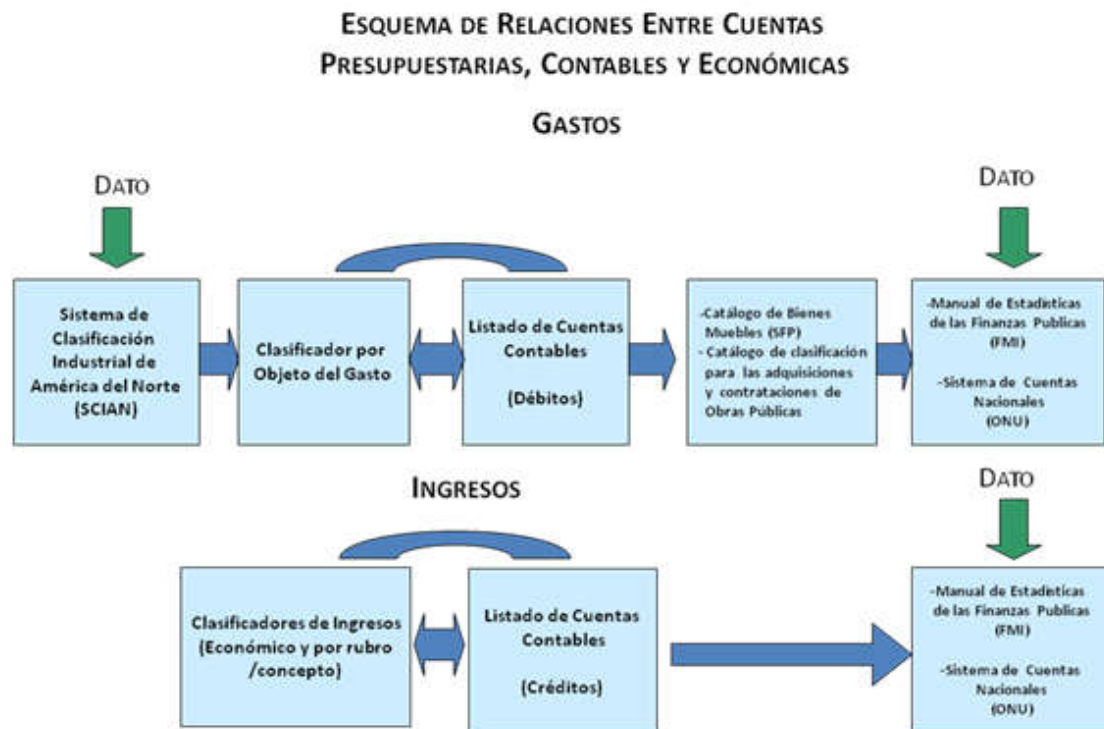 ESQUEMA DE RELACIONES ENTRE CUENTAS
PRESUPUESTARIAS, CONTABLES Y ECONÓMICAS
GASTOS
DATO
DATO
Sistema de
Clasificación
Industrial de
América del Norte
(SCIAN)
Clasificador por
Objeto del Gasto
Listado de Cuentas
Contables
(Débitos)
-Catálogo de Bienes
Muebles (SFP)
- Catálogo de clasificación
para las adquisiciones
y contrataciones de
Obras Públicas
-Manual de Estadísticas
de las Finanzas Publicas
(FMI)
-Sistema de Cuentas
Nacionales
(ONU)
INGRESOS
DATO
Clasificadores de Ingresos
(Económico y por rubro
/concepto)
Listado de Cuentas
Contables
(Créditos)
-Manual de Estadísticas
de las Finanzas Publicas
(FMI)
-Sistema de Cuentas
Nacionales
(ONU)